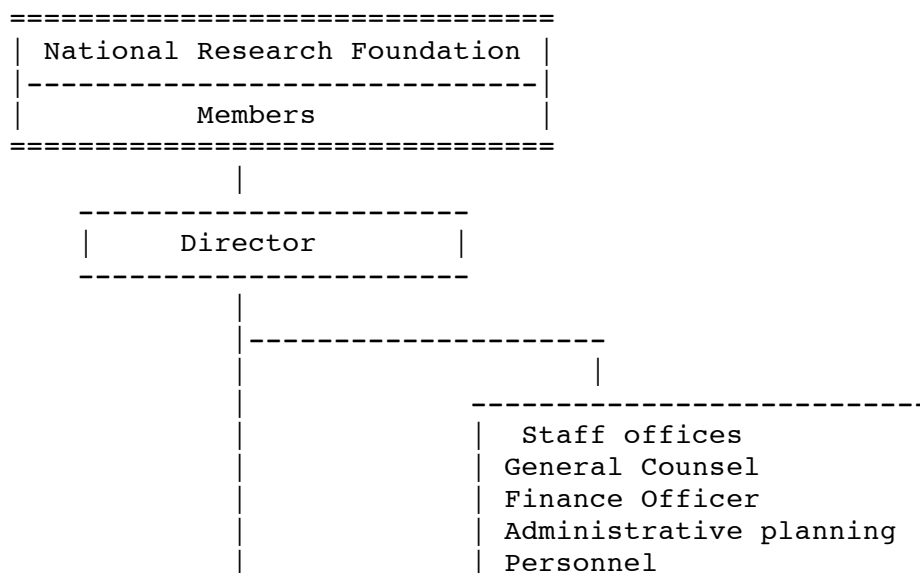 National Research Foundation
Members
Director
Staff offices
General Counsel
Finance Officer
Administrative planning
Personnel